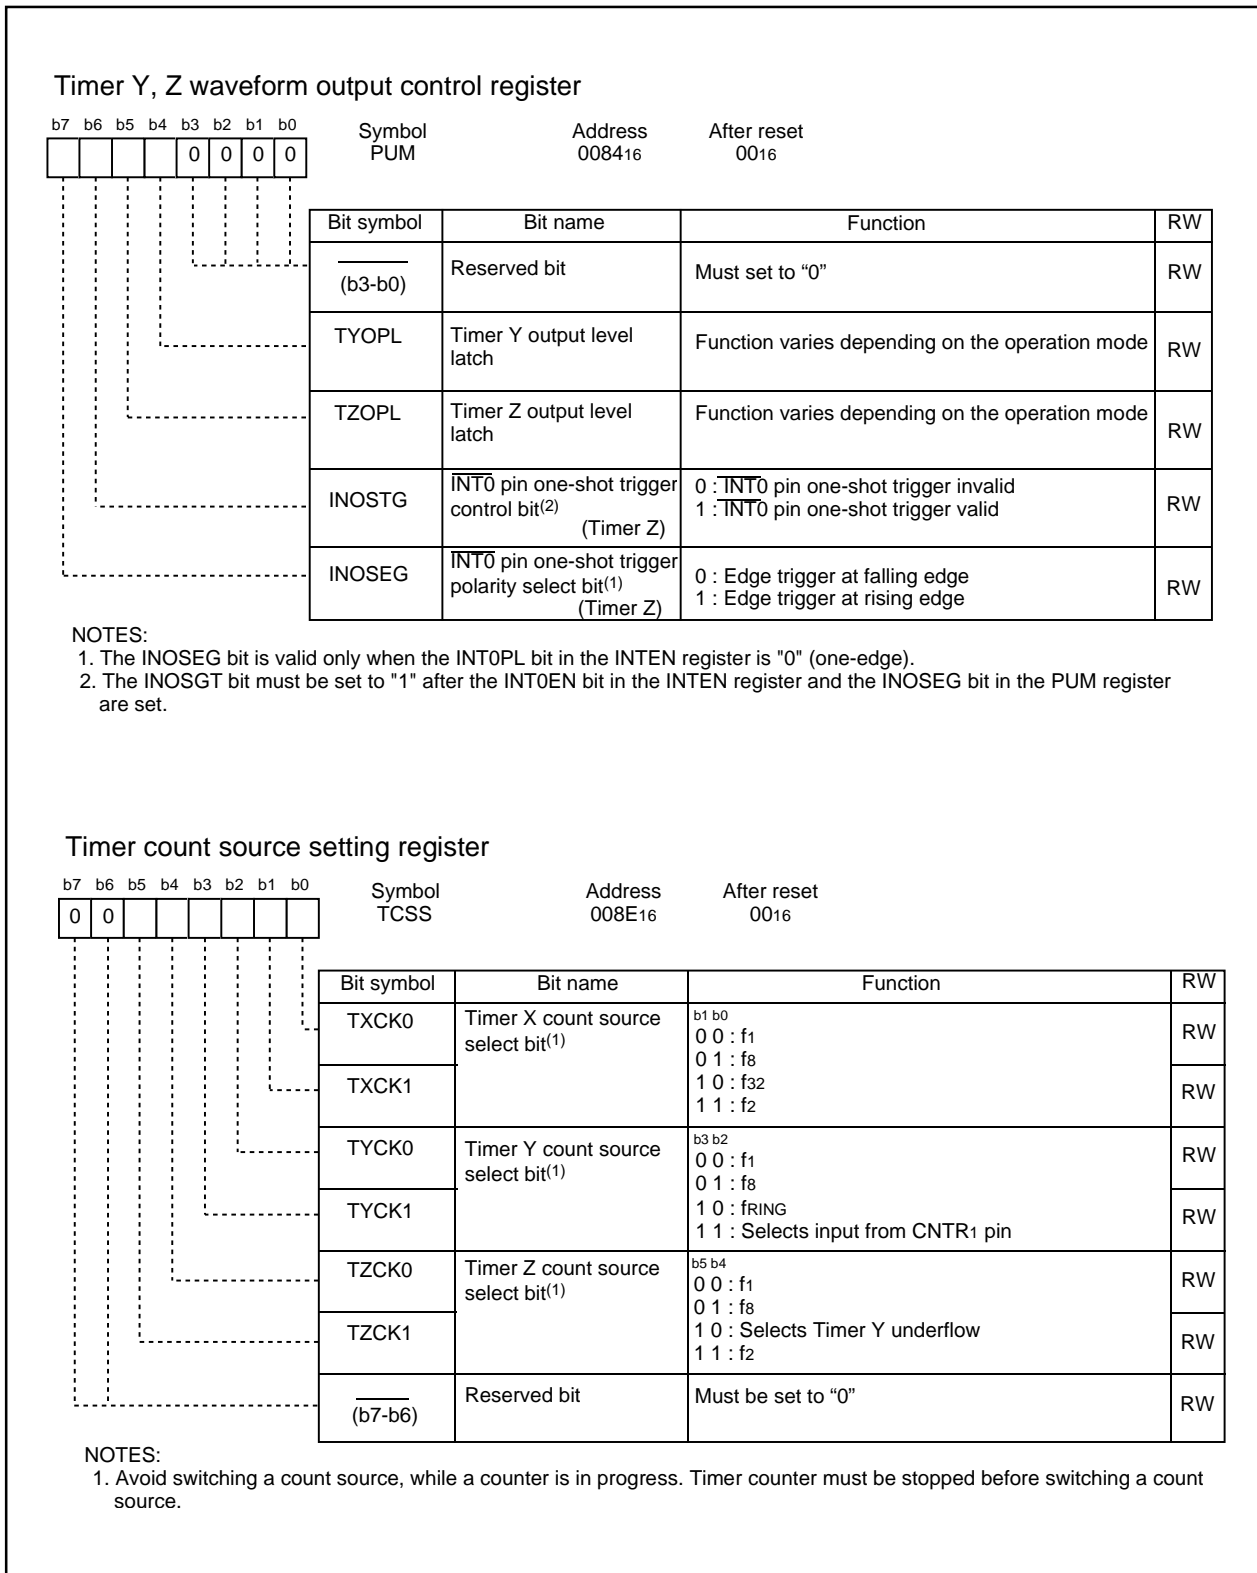 Timer Y, Z waveform output control register
b7 b6 b5 b4 b3 b2 b1 b0
0 0 0 0
Symbol Address After reset
PUM 008416 0016
Bit symbol Bit name Function RW
(b3-b0) Reserved bit Must set to “0” RW
TYOPL Timer Y output level
latch Function varies depending on the operation mode RW
TZOPL Timer Z output level
latch Function varies depending on the operation mode RW
INOSTG INT0 pin one-shot trigger
control bit(2)
(Timer Z) 0 : INT0 pin one-shot trigger invalid
1 : INT0 pin one-shot trigger valid RW
INOSEG INT0 pin one-shot trigger
polarity select bit(1)
(Timer Z) 0 : Edge trigger at falling edge
1 : Edge trigger at rising edge RW
NOTES:
1. The INOSEG bit is valid only when the INT0PL bit in the INTEN register is "0" (one-edge).
2. The INOSGT bit must be set to "1" after the INT0EN bit in the INTEN register and the INOSEG bit in the PUM register
are set.
Timer count source setting register
b7 b6 b5 b4 b3 b2 b1 b0
0 0
Symbol Address After reset
TCSS 008E16 0016
Bit symbol Bit name Function RW
TXCK0 Timer X count source
select bit(1) b1 b0
0 0 : f1
0 1 : f8 RW
TXCK1 1 0 : f32
1 1 : f2 RW
TYCK0 Timer Y count source
select bit(1) b3 b2
0 0 : f1
0 1 : f8 RW
TYCK1 1 0 : fRING
1 1 : Selects input from CNTR1 pin RW
TZCK0 Timer Z count source
select bit(1) b5 b4
0 0 : f1
0 1 : f8 RW
TZCK1 1 0 : Selects Timer Y underflow
1 1 : f2 RW
(b7-b6) Reserved bit Must be set to “0” RW
NOTES:
1. Avoid switching a count source, while a counter is in progress. Timer counter must be stopped before switching a count
source.